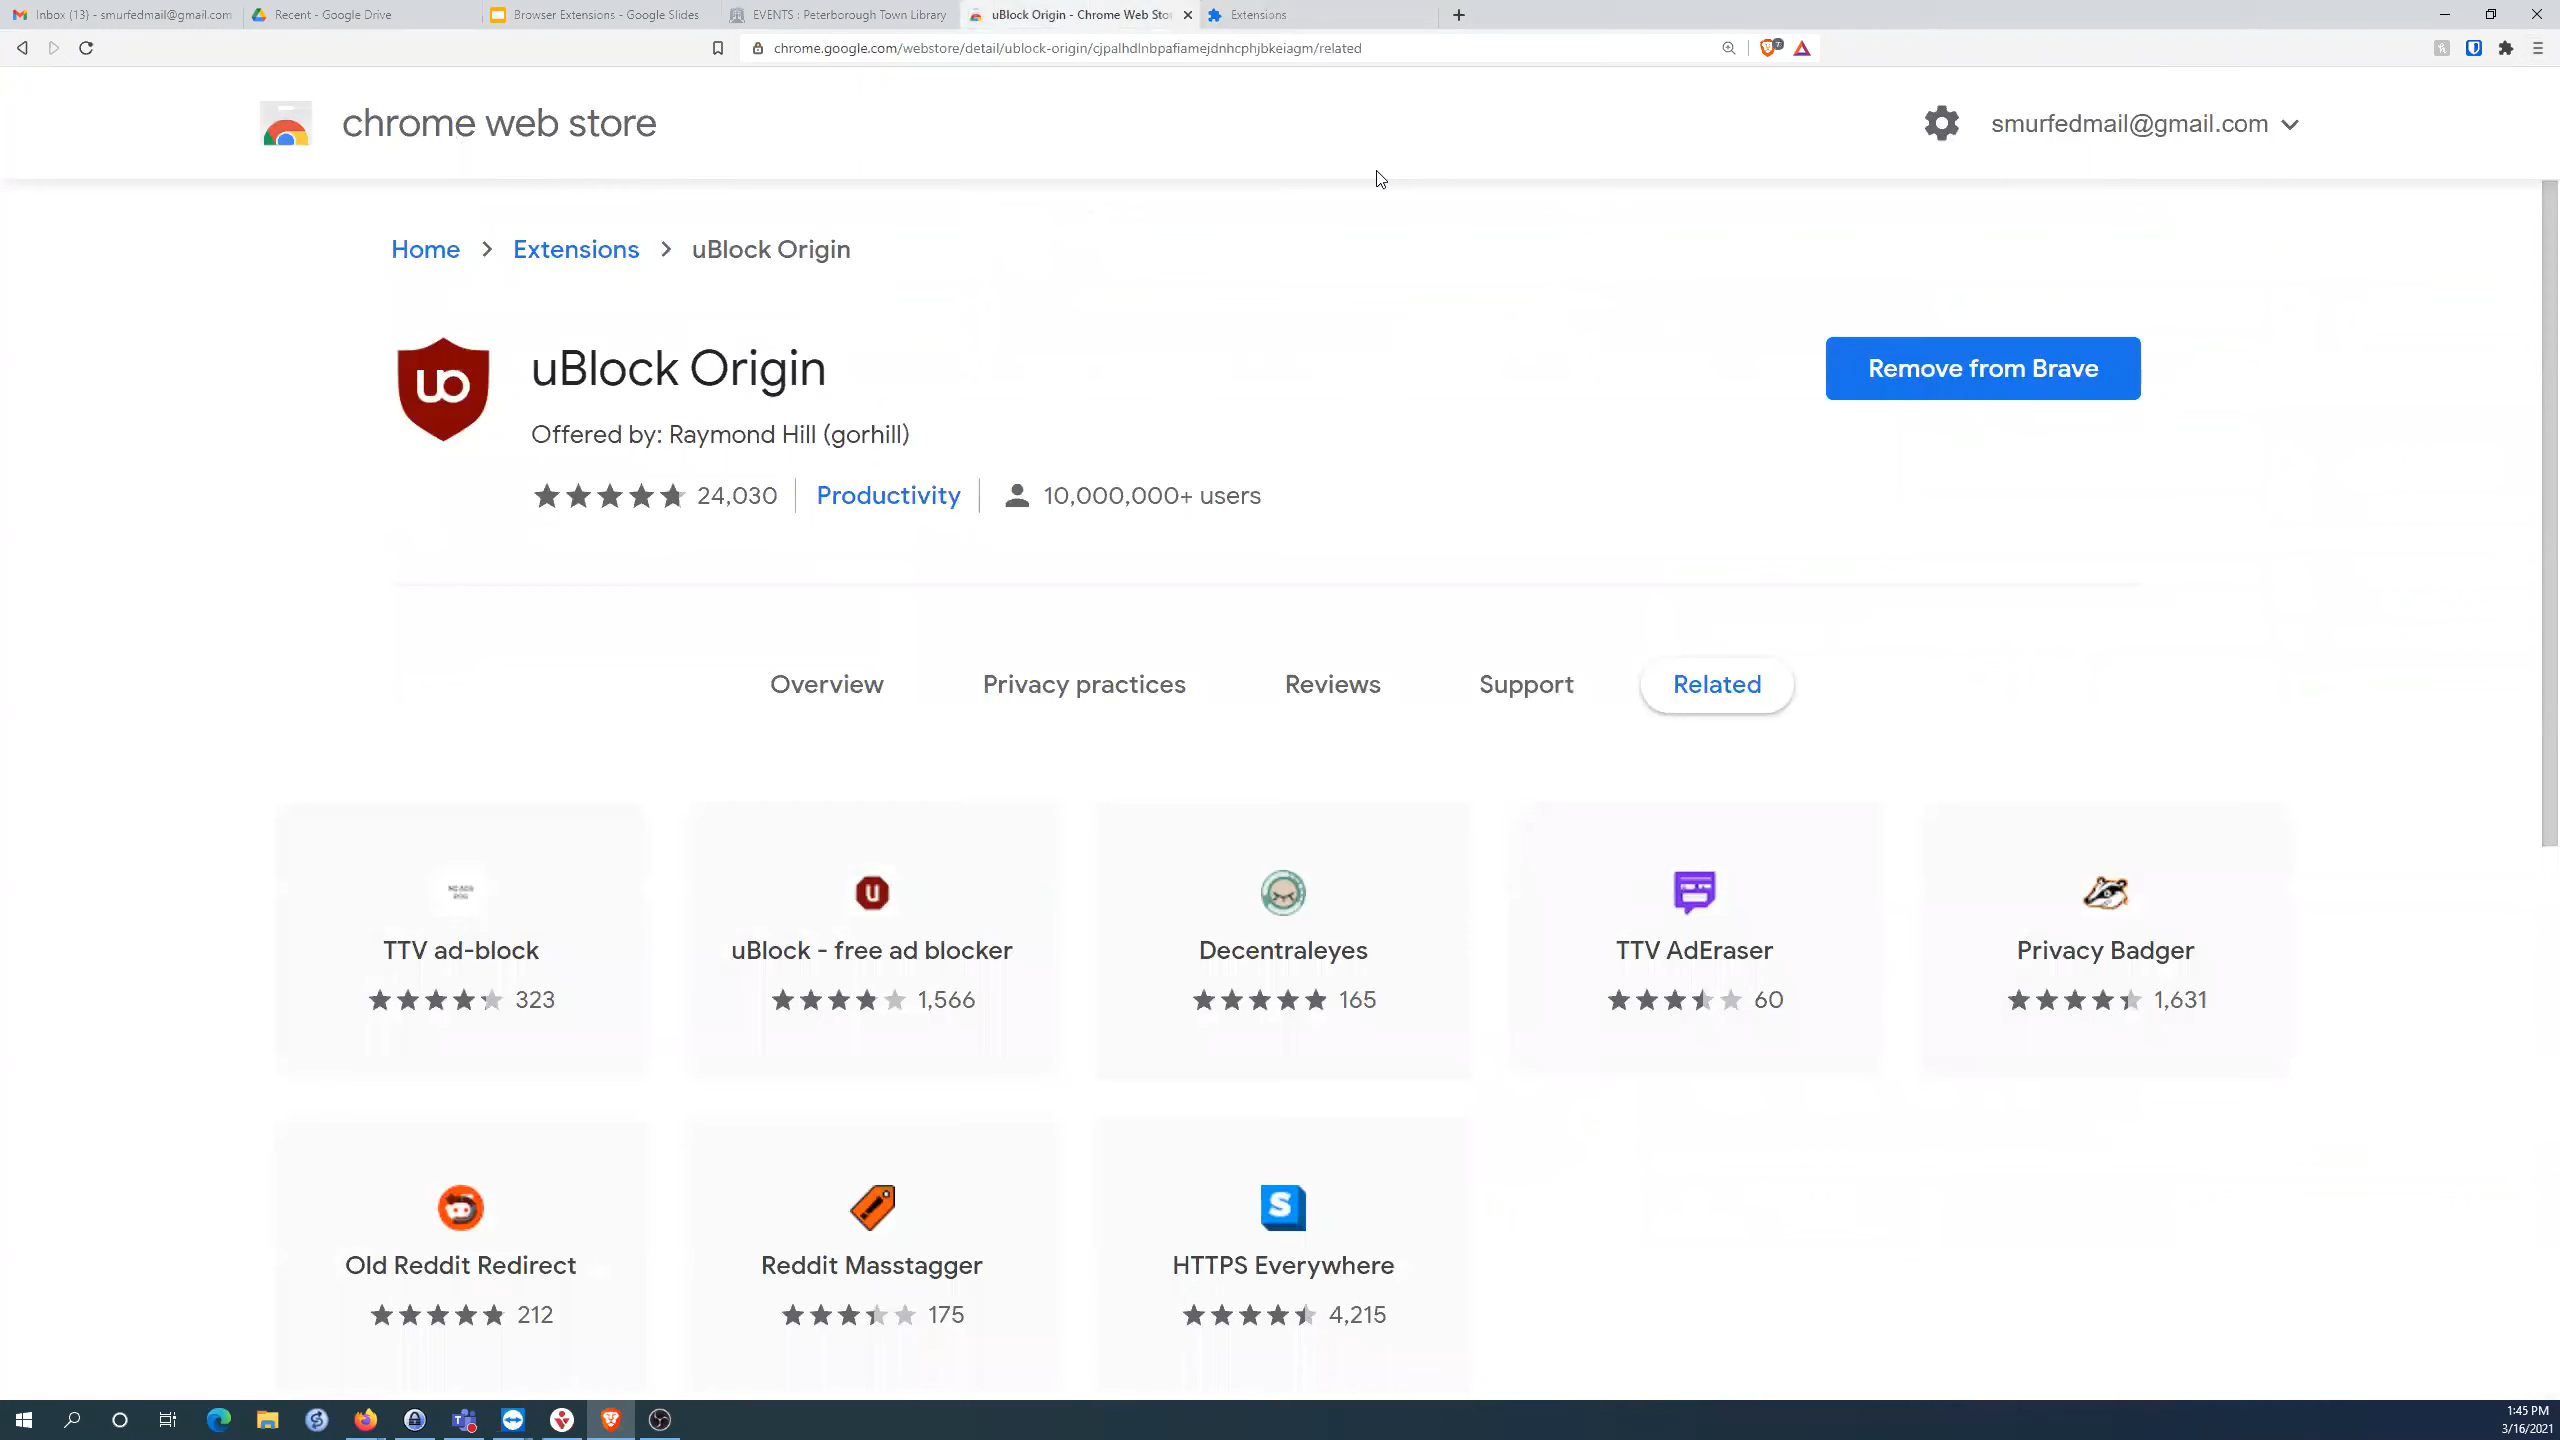 Inbox (13) - smurfedmail@gmail.com
Recent - Google Drive
Browser Extensions - Google Slides
EVENTS : Peterborough Town Library
uBlock Origin - Chrome Web Sto
Extensions
chrome.google.com/webstore/detail/ublock-origin/cjpalhdlnbpafiamejdnhcphjbkeiagm/related
chrome web store
smurfedmail@gmail.com
Home > Extensions > uBlock Origin
uBlock Origin
Remove from Brave
Offered by: Raymond Hill (gorhill)
24,030 Productivity 10,000,000+ users
Overview Privacy practices Reviews Support Related
TTV ad-block
323
uBlock - free ad blocker
1,566
Decentraleyes
165
TTV AdEraser
60
Privacy Badger
1,631
Old Reddit Redirect
212
Reddit Masstagger
175
HTTPS Everywhere
4,215
1:45 PM
3/16/2021